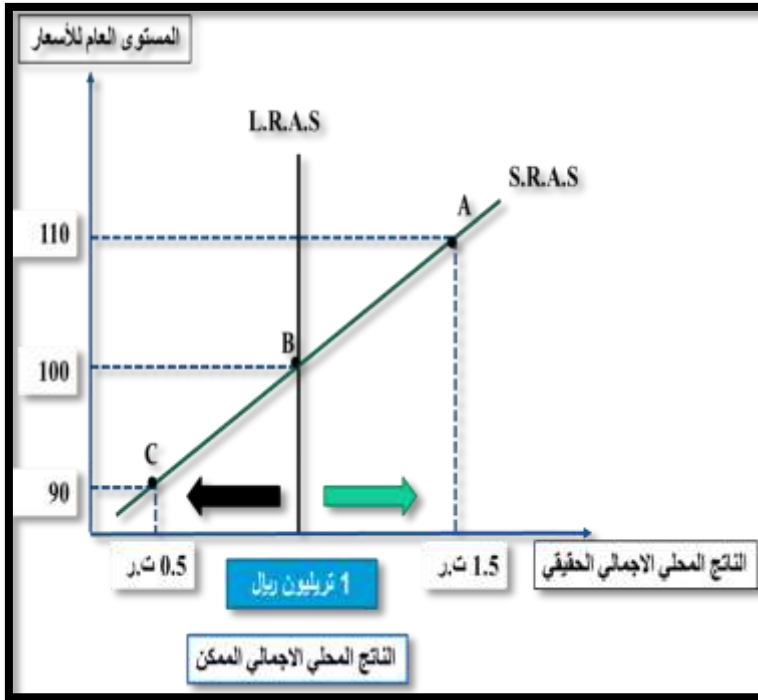 المستوى العام للأسعار
L.R.A.S
S.R.A.S
A
110
B
100
C
90
0.5 ت.ر
1 تريليون ريال
1.5 ت.ر
الناتج المحلي الاجمالي الحقيقي
الناتج المحلي الاجمالي الممكن